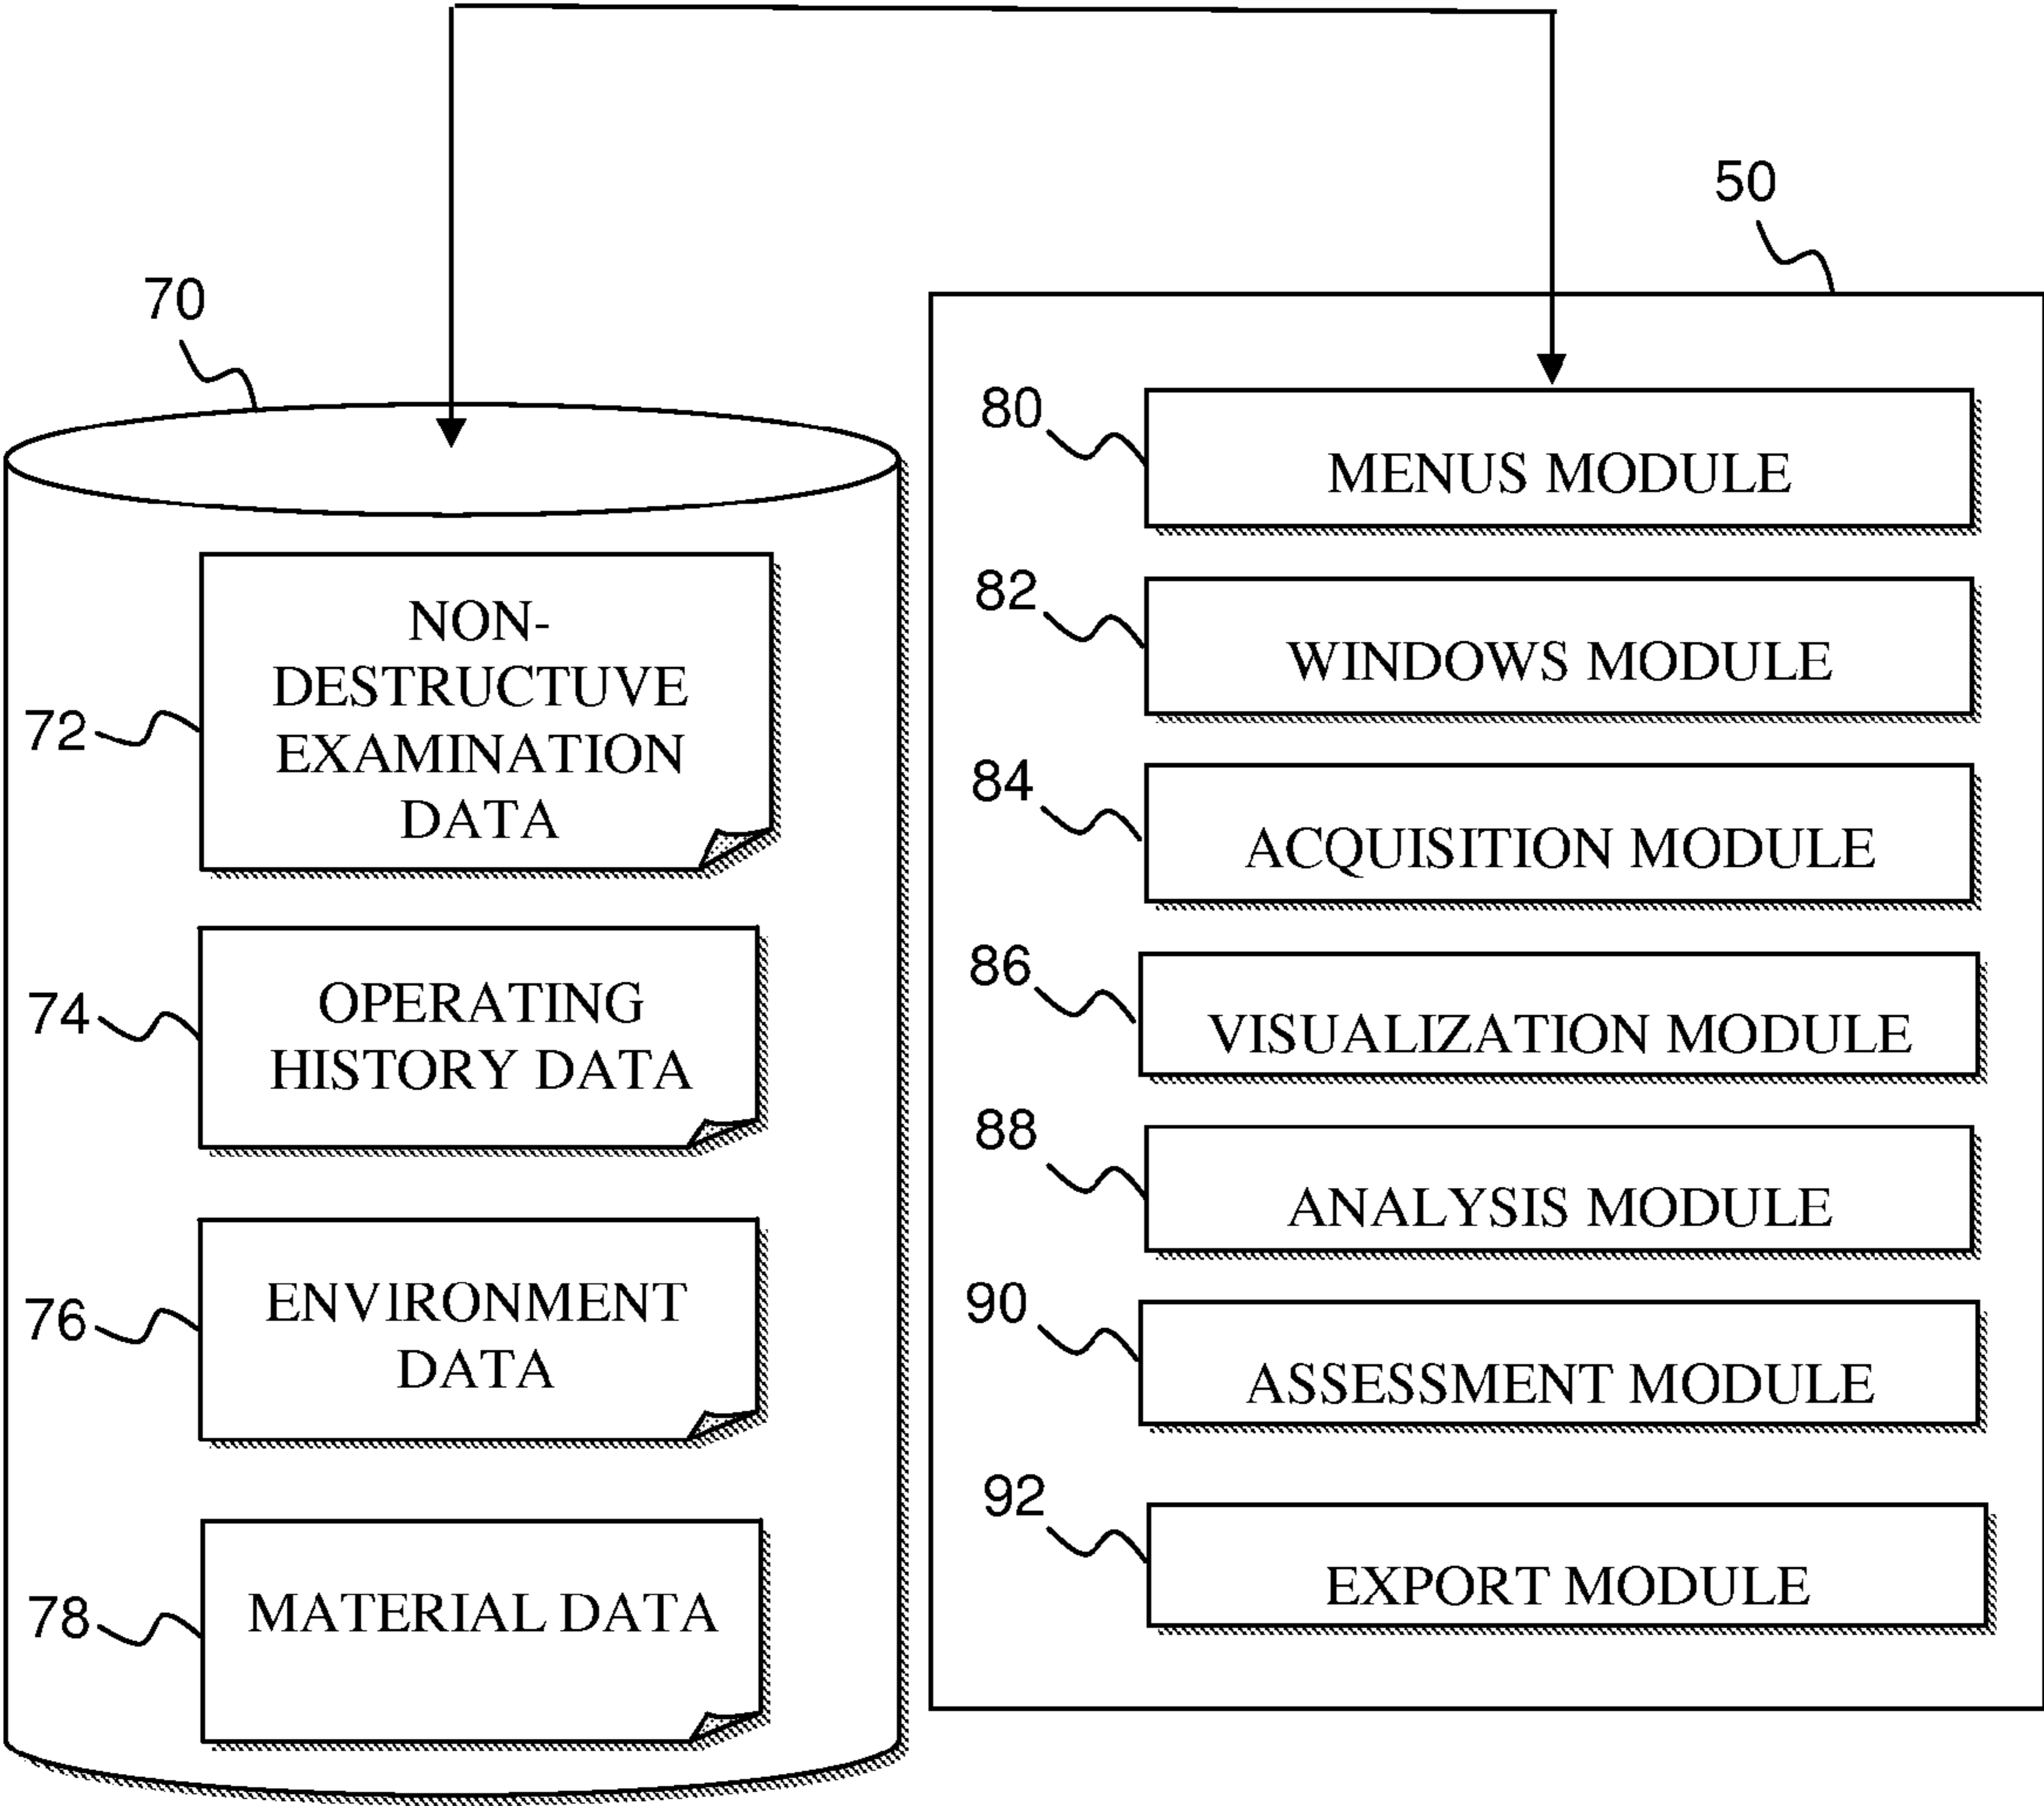 50
70
80
MENUS MODULE
82
WINDOWS MODULE
84
ACQUISITION MODULE
86
VISUALIZATION MODULE
88
ANALYSIS MODULE
90
ASSESSMENT MODULE
92
EXPORT MODULE
72
NON-
DESTRUCTUVE
EXAMINATION
DATA
74
OPERATING
HISTORY DATA
76
ENVIRONMENT
DATA
78
MATERIAL DATA